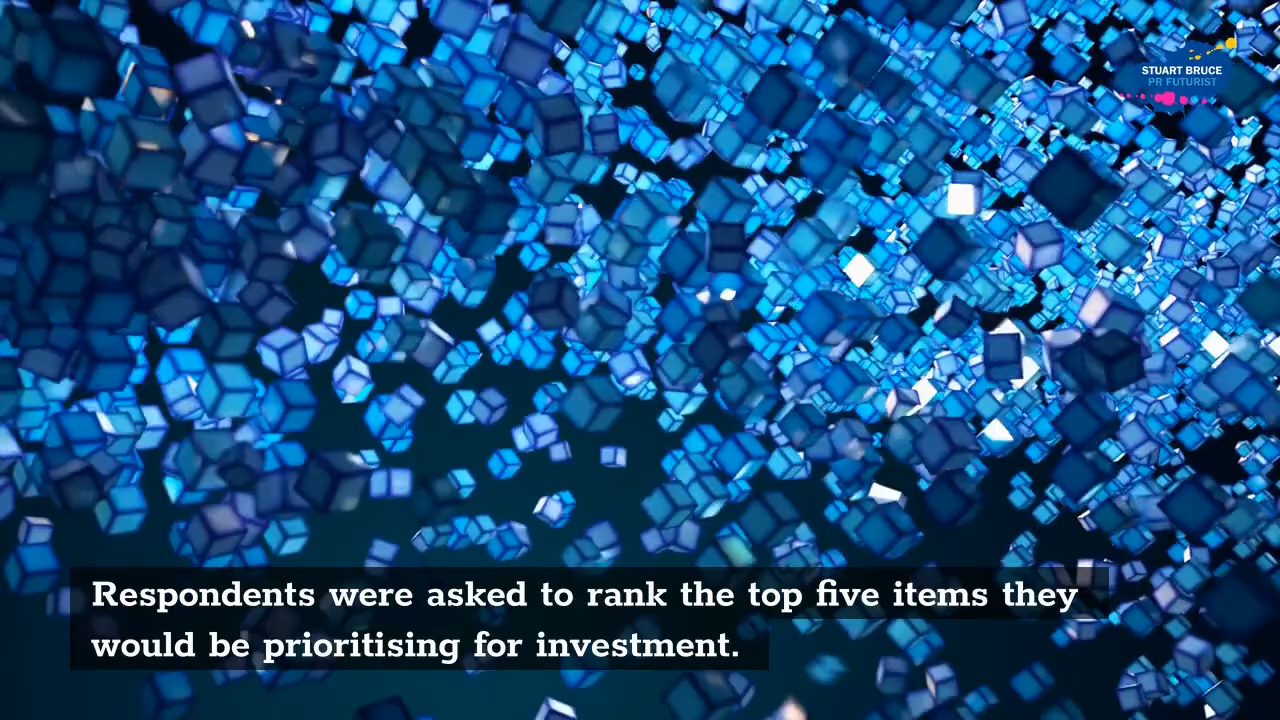 STUART BRUCE
PR FUTURIST
Respondents were asked to rank the top five items they
would be prioritising for investment.